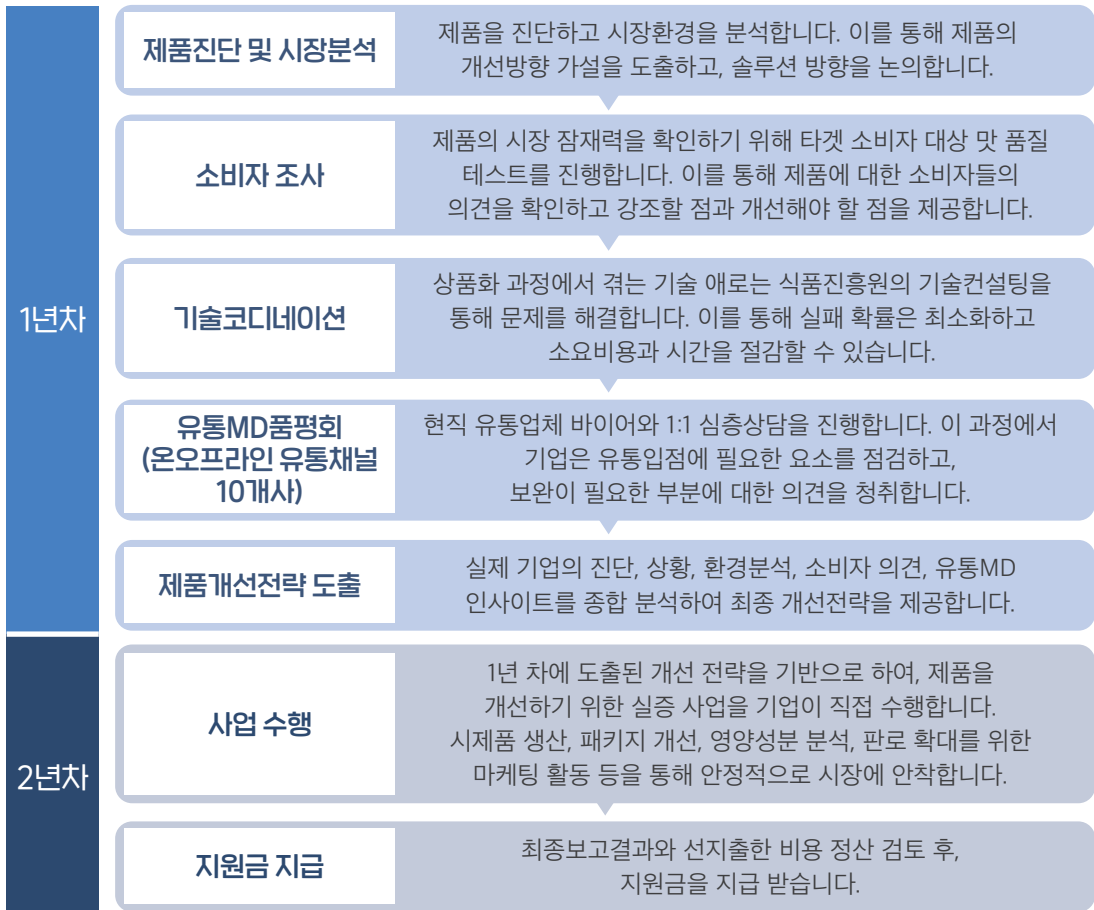 1년차
제품진단 및 시장분석
제품을 진단하고 시장환경을 분석합니다. 이를 통해 제품의
개선방향 가설을 도출하고, 솔루션 방향을 논의합니다.
소비자 조사
제품의 시장 잠재력을 확인하기 위해 타겟 소비자 대상 맛 품질
테스트를 진행합니다. 이를 통해 제품에 대한 소비자들의
의견을 확인하고 강조할 점과 개선해야 할 점을 제공합니다.
기술코디네이션
상품화 과정에서 겪는 기술 애로는 식품진흥원의 기술컨설팅을
통해 문제를 해결합니다. 이를 통해 실패 확률은 최소화하고
소요비용과 시간을 절감할 수 있습니다.
유통MD품평회
(온오프라인 유통채널
10개사)
현직 유통업체 바이어와 1:1 심층상담을 진행합니다. 이 과정에서
기업은 유통입점에 필요한 요소를 점검하고,
보완이 필요한 부분에 대한 의견을 청취합니다.
제품개선전략 도출
실제 기업의 진단, 상황, 환경분석, 소비자 의견, 유통MD
인사이트를 종합 분석하여 최종 개선전략을 제공합니다.
2년차
사업 수행
1년 차에 도출된 개선 전략을 기반으로 하여, 제품을
개선하기 위한 실증 사업을 기업이 직접 수행합니다.
시제품 생산, 패키지 개선, 영양성분 분석, 판로 확대를 위한
마케팅 활동 등을 통해 안정적으로 시장에 안착합니다.
지원금 지급
최종보고결과와 선지출한 비용 정산 검토 후,
지원금을 지급 받습니다.